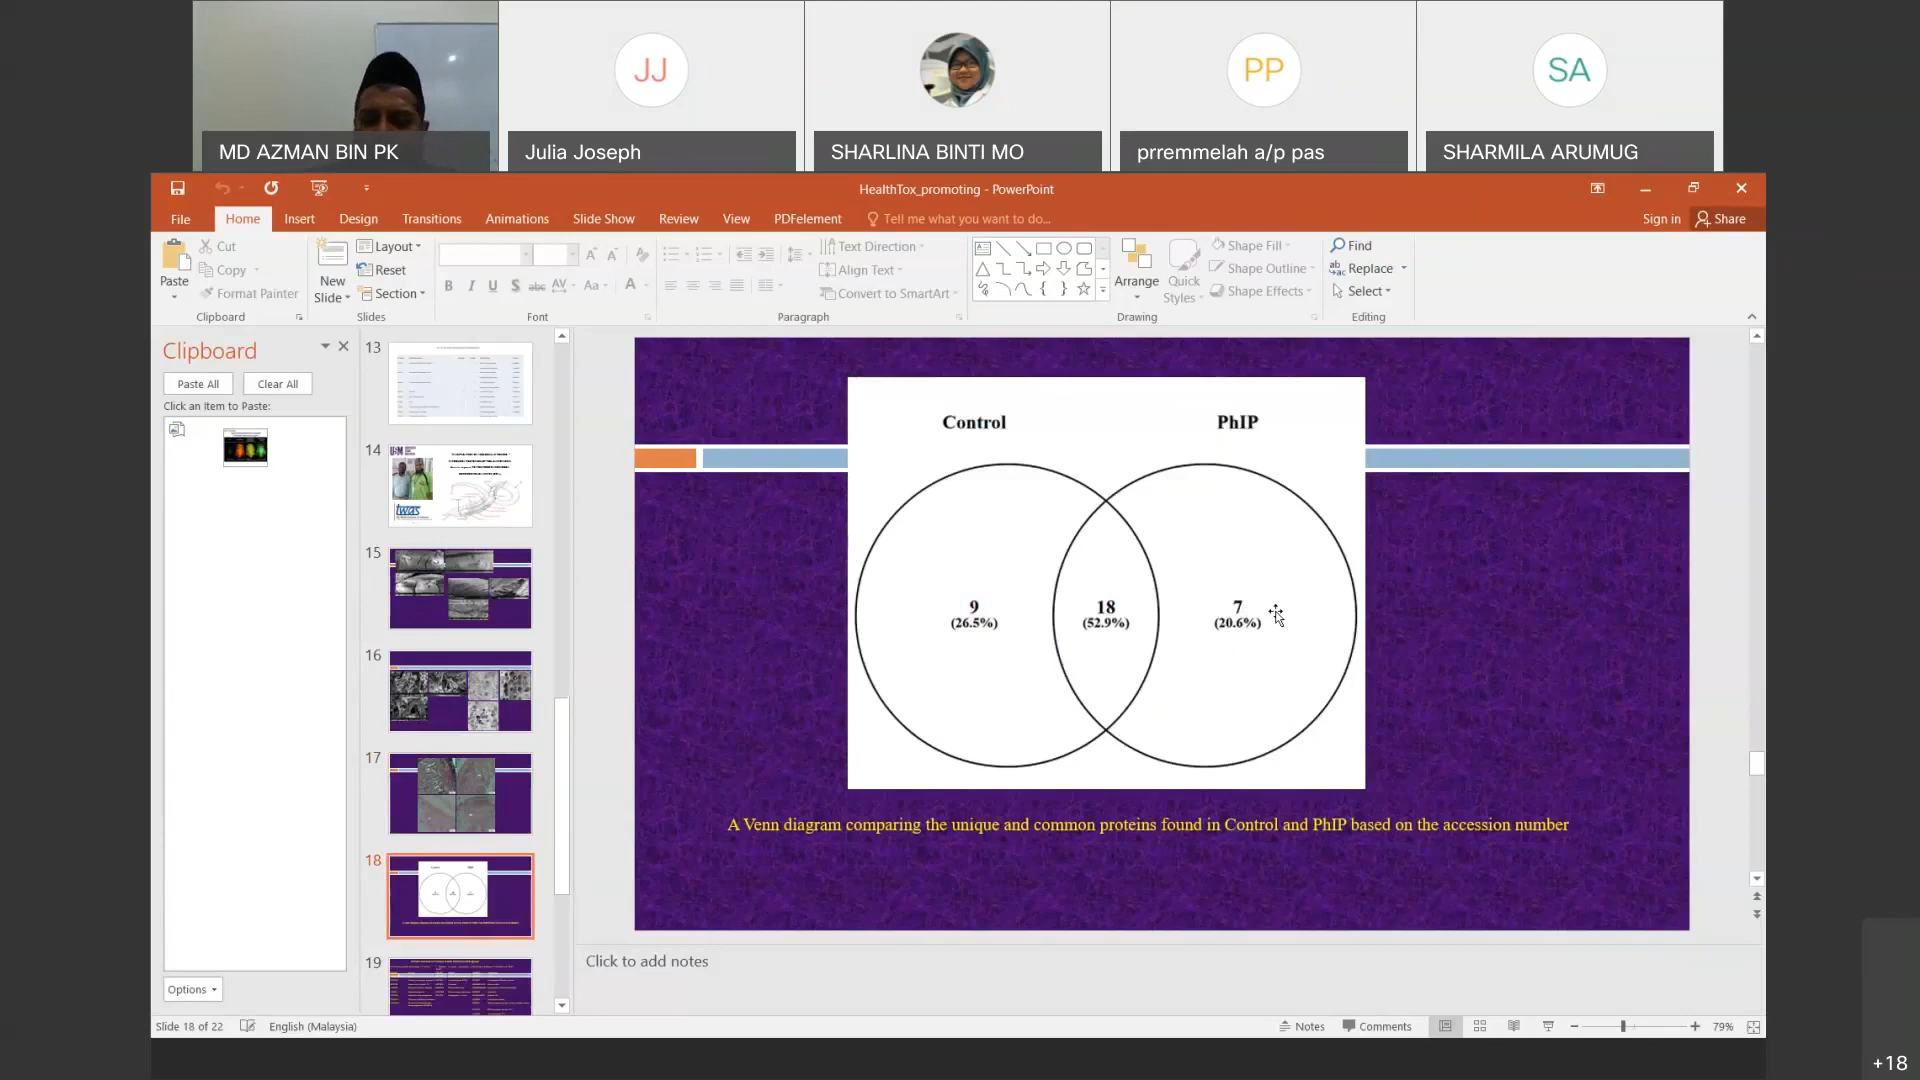 JJ
PP
SA
MD AZMAN BIN PK
Julia Joseph
SHARLINA BINTI MO
prremmelah a/p pas
SHARMILA ARUMUG
HealthTox_promoting - PowerPoint
File
Home
Insert
Design
Transitions
Animations
Slide Show
Review
View
PDFelement
Tell me what you want to do...
Sign in
Share
Paste
Cut
Copy
Format Painter
Clipboard
New
Slide
Layout
Reset
Section
Slides
B I U S abc AV Aa A
Font
Text Direction
Align Text
Convert to SmartArt
Paragraph
Arrange
Quick
Styles
Shape Fill
Shape Outline
Shape Effects
Drawing
Find
Replace
Select
Editing
Clipboard
Paste All
Clear All
Click an Item to Paste:
Options
13
14
twas
15
16
17
18
19
Control
PhIP
9
(26.5%)
18
(52.9%)
7
(20.6%)
A Venn diagram comparing the unique and common proteins found in Control and PhIP based on the accession number
Click to add notes
Slide 18 of 22
English (Malaysia)
Notes
Comments
79%
+18